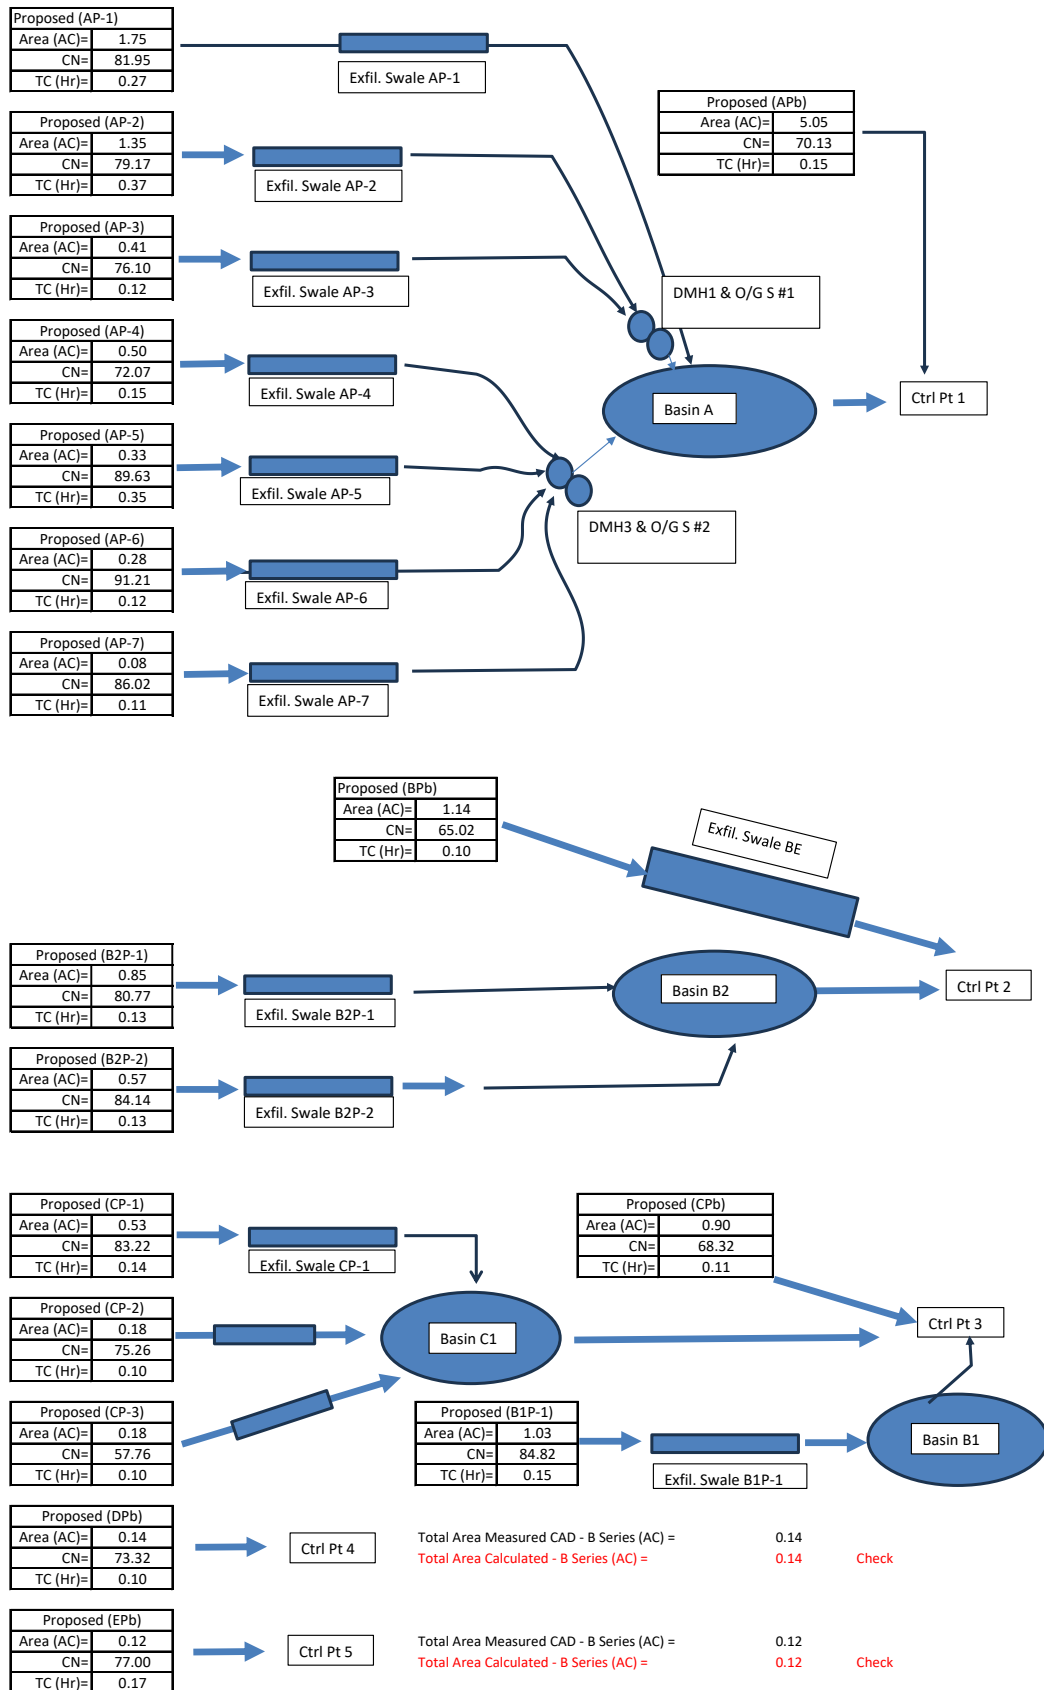 Proposed (AP-1)
Area (AC)= 1.75
CN= 81.95
TC (Hr)= 0.27
Exfil. Swale AP-1
Proposed (APb)
Area (AC)= 5.05
CN= 70.13
TC (Hr)= 0.15
Proposed (AP-2)
Area (AC)= 1.35
CN= 79.17
TC (Hr)= 0.37
Exfil. Swale AP-2
Proposed (AP-3)
Area (AC)= 0.41
CN= 76.10
TC (Hr)= 0.12
Exfil. Swale AP-3
DMH1 & O/G S #1
Proposed (AP-4)
Area (AC)= 0.50
CN= 72.07
TC (Hr)= 0.15
Exfil. Swale AP-4
Basin A
Ctrl Pt 1
Proposed (AP-5)
Area (AC)= 0.33
CN= 89.63
TC (Hr)= 0.35
Exfil. Swale AP-5
DMH3 & O/G S #2
Proposed (AP-6)
Area (AC)= 0.28
CN= 91.21
TC (Hr)= 0.12
Exfil. Swale AP-6
Proposed (AP-7)
Area (AC)= 0.08
CN= 86.02
TC (Hr)= 0.11
Exfil. Swale AP-7
Proposed (BPb)
Area (AC)= 1.14
CN= 65.02
TC (Hr)= 0.10
Exfil. Swale BE
Proposed (B2P-1)
Area (AC)= 0.85
CN= 80.77
TC (Hr)= 0.13
Exfil. Swale B2P-1
Basin B2
Ctrl Pt 2
Proposed (B2P-2)
Area (AC)= 0.57
CN= 84.14
TC (Hr)= 0.13
Exfil. Swale B2P-2
Proposed (CP-1)
Area (AC)= 0.53
CN= 83.22
TC (Hr)= 0.14
Exfil. Swale CP-1
Proposed (CPb)
Area (AC)= 0.90
CN= 68.32
TC (Hr)= 0.11
Proposed (CP-2)
Area (AC)= 0.18
CN= 75.26
TC (Hr)= 0.10
Basin C1
Ctrl Pt 3
Proposed (CP-3)
Area (AC)= 0.18
CN= 57.76
TC (Hr)= 0.10
Proposed (B1P-1)
Area (AC)= 1.03
CN= 84.82
TC (Hr)= 0.15
Exfil. Swale B1P-1
Basin B1
Proposed (DPb)
Area (AC)= 0.14
CN= 73.32
TC (Hr)= 0.10
Ctrl Pt 4
Total Area Measured CAD - B Series (AC) = 0.14
Total Area Calculated - B Series (AC) = 0.14 Check
Proposed (EPb)
Area (AC)= 0.12
CN= 77.00
TC (Hr)= 0.17
Ctrl Pt 5
Total Area Measured CAD - B Series (AC) = 0.12
Total Area Calculated - B Series (AC) = 0.12 Check